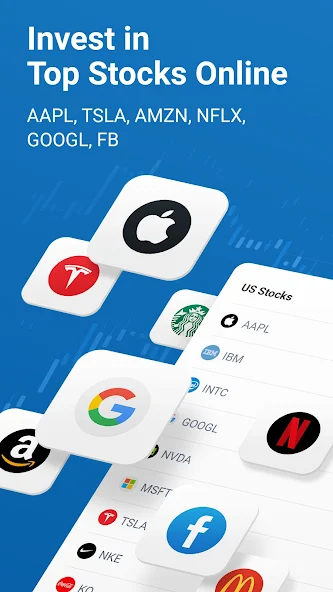 Invest in
Top Stocks Online
AAPL, TSLA, AMZN, NFLX,
GOOGL, FB
US Stocks
AAPL
IBM
IBM
INTC
GOOGL
NVDA
MSFT
TSLA
NKE
KO